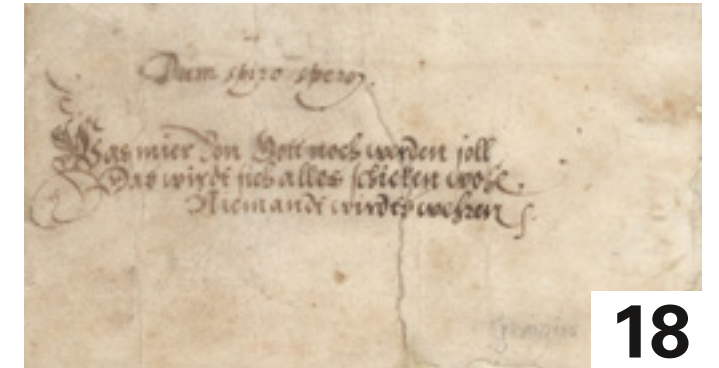 Dum spiro spero
Was mier von Gott noch werden soll
Das wirdt sich alles schicken wohl.
Niemandt wirdts wehren
18